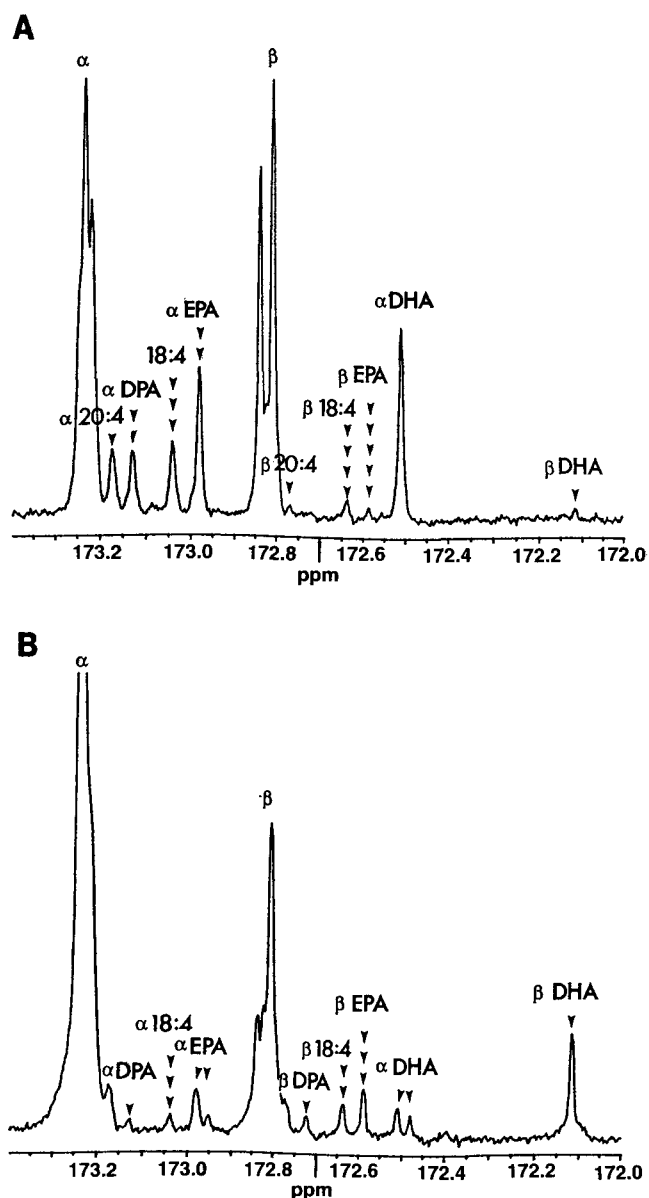 A
α
β
α EPA
αDHA
18:4
β EPA
α DPA
β 18:4
α 20:4
β 20:4
β DHA
173.2 173.0 172.8 172.6 172.4 172.2 172.0
ppm
B
α
β
β DHA
β EPA
α 18:4
α EPA
β 18:4
α DHA
α DPA
β DPA
173.2 173.0 172.8 172.6 172.4 172.2 172.0
ppm